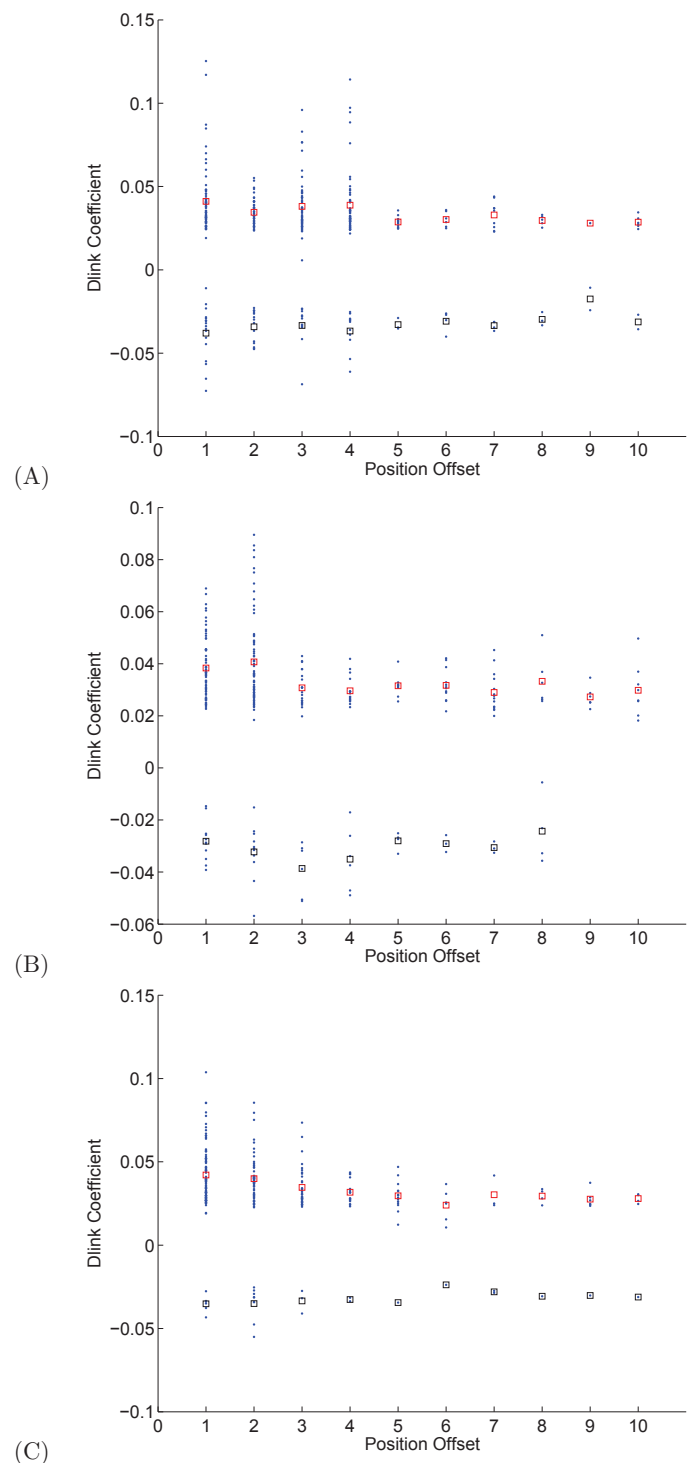 0.15
0.1
0.05
0
−0.05
−0.1
Dlink Coefficient
0 1 2 3 4 5 6 7 8 9 10
Position Offset
(A)
0.1
0.08
0.06
0.04
0.02
0
−0.02
−0.04
−0.06
Dlink Coefficient
0 1 2 3 4 5 6 7 8 9 10
Position Offset
(B)
0.15
0.1
0.05
0
−0.05
−0.1
Dlink Coefficient
0 1 2 3 4 5 6 7 8 9 10
Position Offset
(C)